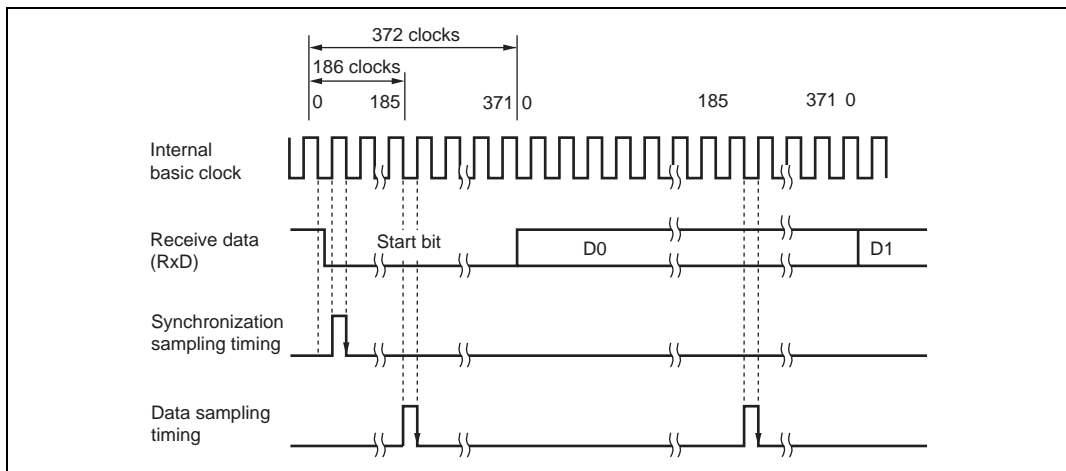 372 clocks
186 clocks
0 185 371 0 185 371 0
Internal
basic clock
Receive data
(RxD)
Start bit D0 D1
Synchronization
sampling timing
Data sampling
timing